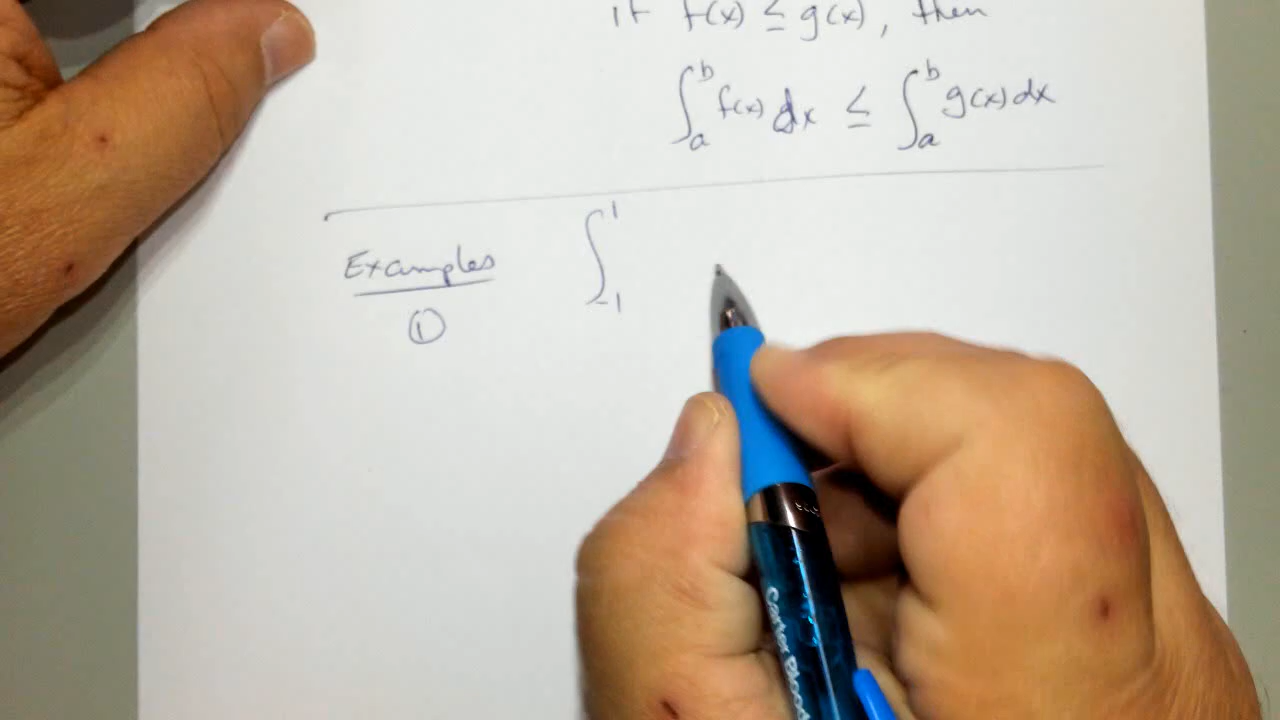 if f(x) ≤ g(x), then
∫_a^b f(x) dx ≤ ∫_a^b g(x) dx
Examples ∫_{-1}^1
①